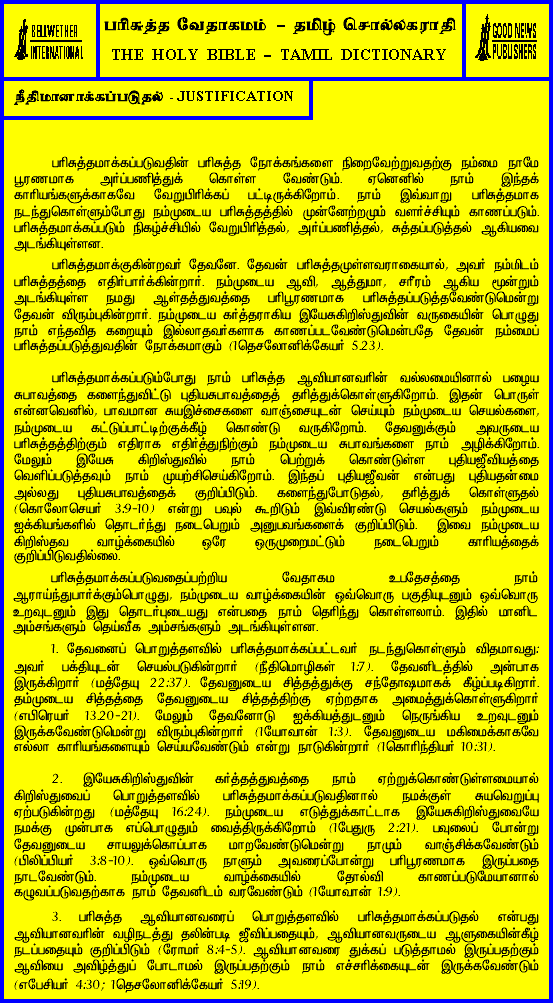 BELLWETHER
INTERNATIONAL
பரிசுத்த வேதாகமம் – தமிழ் சொல்லகராதி
THE HOLY BIBLE – TAMIL DICTIONARY
GOOD NEWS
PUBLISHERS
நீதிமானாக்கப்படுதல் - JUSTIFICATION
பரிசுத்தமாக்கப்படுவதின் பரிசுத்த நோக்கங்களை நிறைவேற்றுவதற்கு நம்மை நாமே
பூரணமாக அர்ப்பணித்துக் கொள்ள வேண்டும். ஏனெனில் நாம் இந்தக்
காரியங்களுக்காகவே வேறுபிரிக்கப் பட்டிருக்கிறோம். நாம் இவ்வாறு பரிசுத்தமாக
நடந்துகொள்ளும்போது நம்முடைய பரிசுத்தத்தில் முன்னேற்றமும் வளர்ச்சியும் காணப்படும்.
பரிசுத்தமாக்கப்படும் நிகழ்ச்சியில் வேறுபிரித்தல், அர்ப்பணித்தல், சுத்தப்படுத்தல் ஆகியவை
அடங்கியுள்ளன.
பரிசுத்தமாக்குகின்றவர் தேவனே. தேவன் பரிசுத்தமுள்ளவராகையால், அவர் நம்மிடம்
பரிசுத்தத்தை எதிர்பார்க்கின்றார். நம்முடைய ஆவி, ஆத்துமா, சரீரம் ஆகிய மூன்றும்
அடங்கியுள்ள நமது ஆள்தத்துவத்தை பரிபூரணமாக பரிசுத்தப்படுத்தவேண்டுமென்று
தேவன் விரும்புகின்றார். நம்முடைய கர்த்தராகிய இயேசுகிறிஸ்துவின் வருகையின் பொழுது
நாம் எந்தவித கறையும் இல்லாதவர்களாக காணப்படவேண்டுமென்பதே தேவன் நம்மைப்
பரிசுத்தப்படுத்துவதின் நோக்கமாகும் (1தெசலோனிக்கேயர் 5:23).
பரிசுத்தமாக்கப்படும்போது நாம் பரிசுத்த ஆவியானவரின் வல்லமையினால் பழைய
சுபாவத்தை களைந்துவிட்டு புதியசுபாவத்தைத் தரித்துக்கொள்ளுகிறோம். இதன் பொருள்
என்னவெனில், பாவமான சுயஇச்சைகளை வாஞ்சையுடன் செய்யும் நம்முடைய செயல்களை,
நம்முடைய கட்டுப்பாட்டிற்குக்கீழ் கொண்டு வருகிறோம். தேவனுக்கும் அவருடைய
பரிசுத்தத்திற்கும் எதிராக எதிர்த்துநிற்கும் நம்முடைய சுபாவங்களை நாம் அழிக்கிறோம்.
மேலும் இயேசு கிறிஸ்துவில் நாம் பெற்றுக் கொண்டுள்ள புதியஜீவியத்தை
வெளிப்படுத்தவும் நாம் முயற்சிசெய்கிறோம். இந்தப் புதியஜீவன் என்பது புதியதன்மை
அல்லது புதியசுபாவத்தைக் குறிப்பிடும். களைந்துபோடுதல், தரித்துக் கொள்ளுதல்
(கொலோசெயர் 3:9-10) என்று பவுல் கூறிடும் இவ்விரண்டு செயல்களும் நம்முடைய
ஐக்கியங்களில் தொடர்ந்து நடைபெறும் அனுபவங்களைக் குறிப்பிடும். இவை நம்முடைய
கிறிஸ்தவ வாழ்க்கையில் ஒரே ஒருமுறைமட்டும் நடைபெறும் காரியத்தைக்
குறிப்பிடுவதில்லை.
பரிசுத்தமாக்கப்படுவதைப்பற்றிய வேதாகம உபதேசத்தை நாம்
ஆராய்ந்துபார்க்கும்பொழுது, நம்முடைய வாழ்க்கையின் ஒவ்வொரு பகுதியுடனும் ஒவ்வொரு
உறவுடனும் இது தொடர்புடையது என்பதை நாம் தெரிந்து கொள்ளலாம். இதில் மானிட
அம்சங்களும் தெய்வீக அம்சங்களும் அடங்கியுள்ளன.
1. தேவனைப் பொறுத்தளவில் பரிசுத்தமாக்கப்பட்டவர் நடந்துகொள்ளும் விதமாவது:
அவர் பக்தியுடன் செயல்படுகின்றார் (நீதிமொழிகள் 1:7). தேவனிடத்தில் அன்பாக
இருக்கிறார் (மத்தேயு 22:37). தேவனுடைய சித்தத்துக்கு சந்தோஷமாகக் கீழ்ப்படிகிறார்.
தம்முடைய சித்தத்தை தேவனுடைய சித்தத்திற்கு ஏற்றதாக அமைத்துக்கொள்ளுகிறார்
(எபிரெயர் 13:20-21). மேலும் தேவனோடு ஐக்கியத்துடனும் நெருங்கிய உறவுடனும்
இருக்கவேண்டுமென்று விரும்புகின்றார் (1யோவான் 1:3). தேவனுடைய மகிமைக்காகவே
எல்லா காரியங்களையும் செய்யவேண்டும் என்று நாடுகின்றார் (1கொரிந்தியர் 10:31).
2. இயேசுகிறிஸ்துவின் கர்த்தத்துவத்தை நாம் ஏற்றுக்கொண்டுள்ளமையால்
கிறிஸ்துவைப் பொறுத்தளவில் பரிசுத்தமாக்கப்படுவதினால் நமக்குள் சுயவெறுப்பு
ஏற்படுகின்றது (மத்தேயு 16:24). நம்முடைய எடுத்துக்காட்டாக இயேசுகிறிஸ்துவையே
நமக்கு முன்பாக எப்பொழுதும் வைத்திருக்கிறோம் (1பேதுரு 2:21). பவுலைப் போன்று
தேவனுடைய சாயலுக்கொப்பாக மாறவேண்டுமென்று நாமும் வாஞ்சிக்கவேண்டும்
(பிலிப்பியர் 3:8-10). ஒவ்வொரு நாளும் அவரைப்போன்று பரிபூரணமாக இருப்பதை
நாடவேண்டும். நம்முடைய வாழ்க்கையில் தோல்வி காணப்படுமேயானால்
கழுவப்படுவதற்காக நாம் தேவனிடம் வரவேண்டும் (1யோவான் 1:9).
3. பரிசுத்த ஆவியானவரைப் பொறுத்தளவில் பரிசுத்தமாக்கப்படுதல் என்பது
ஆவியானவரின் வழிநடத்து தலின்படி ஜீவிப்பதையும், ஆவியானவருடைய ஆளுகையின்கீழ்
நடப்பதையும் குறிப்பிடும் (ரோமர் 8:4-5). ஆவியானவரை துக்கப் படுத்தாமல் இருப்பதற்கும்
ஆவியை அவித்துப் போடாமல் இருப்பதற்கும் நாம் எச்சரிக்கையுடன் இருக்கவேண்டும்
(எபேசியர் 4:30; 1தெசலோனிக்கேயர் 5:19).